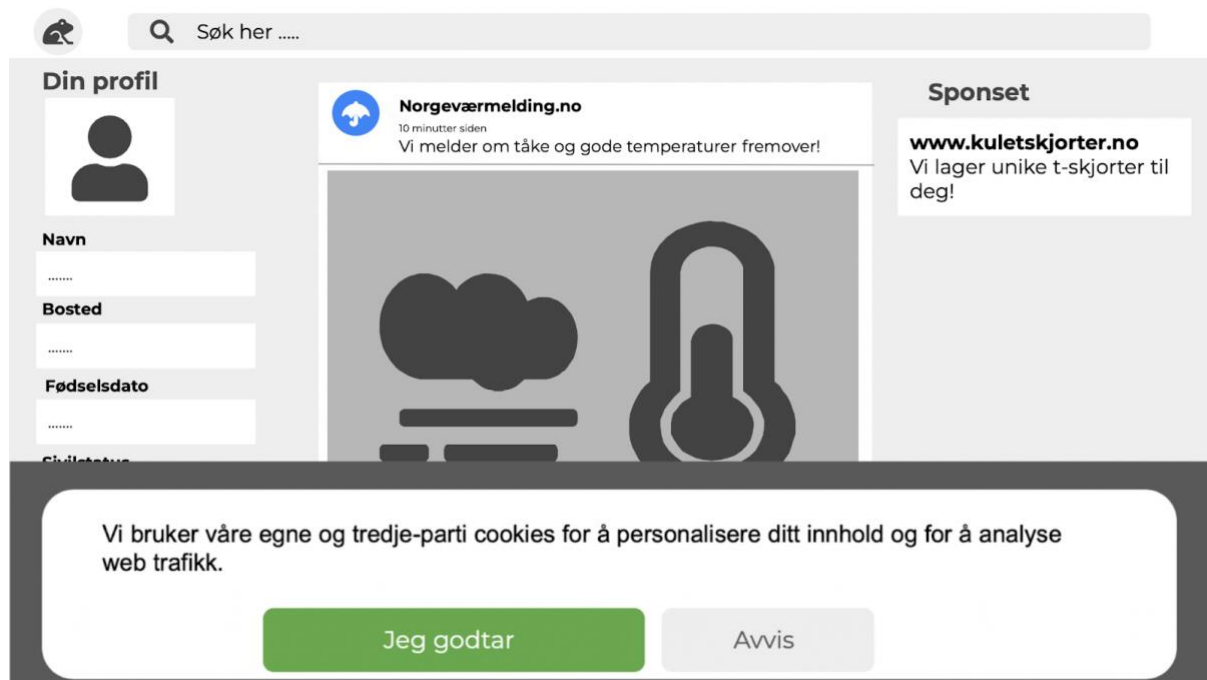 Søk her .....
Din profil
Navn
.......
Bosted
.......
Fødselsdato
.......
Sivilstatus
Norgeværmelding.no
10 minutter siden
Vi melder om tåke og gode temperaturer fremover!
Sponset
www.kuletskjorter.no
Vi lager unike t-skjorter til
deg!
Vi bruker våre egne og tredje-parti cookies for å personalisere ditt innhold og for å analyse
web trafikk.
Jeg godtar
Avvis